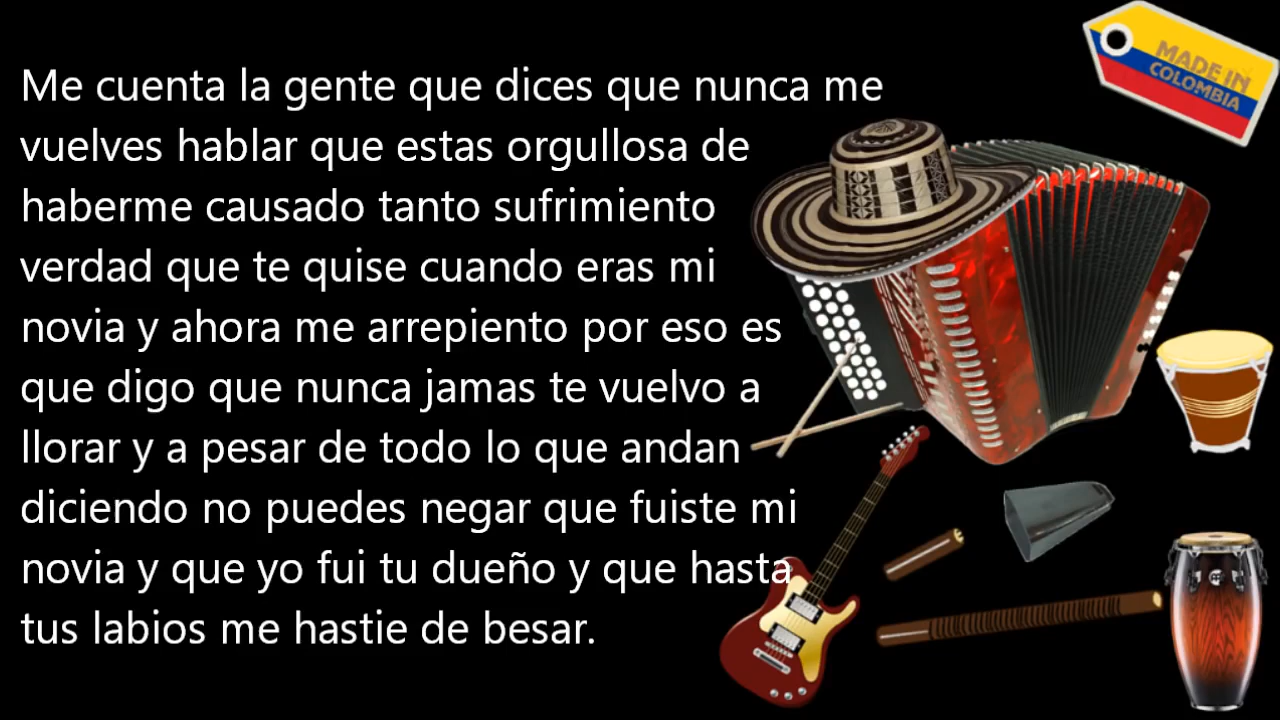 Me cuenta la gente que dices que nunca me
vuelves hablar que estas orgullosa de
haberme causado tanto sufrimiento
verdad que te quise cuando eras mi
novia y ahora me arrepiento por eso es
que digo que nunca jamas te vuelvo a
llorar y a pesar de todo lo que andan
diciendo no puedes negar que fuiste mi
novia y que yo fui tu dueño y que hasta
tus labios me hastie de besar.
MADE IN
COLOMBIA